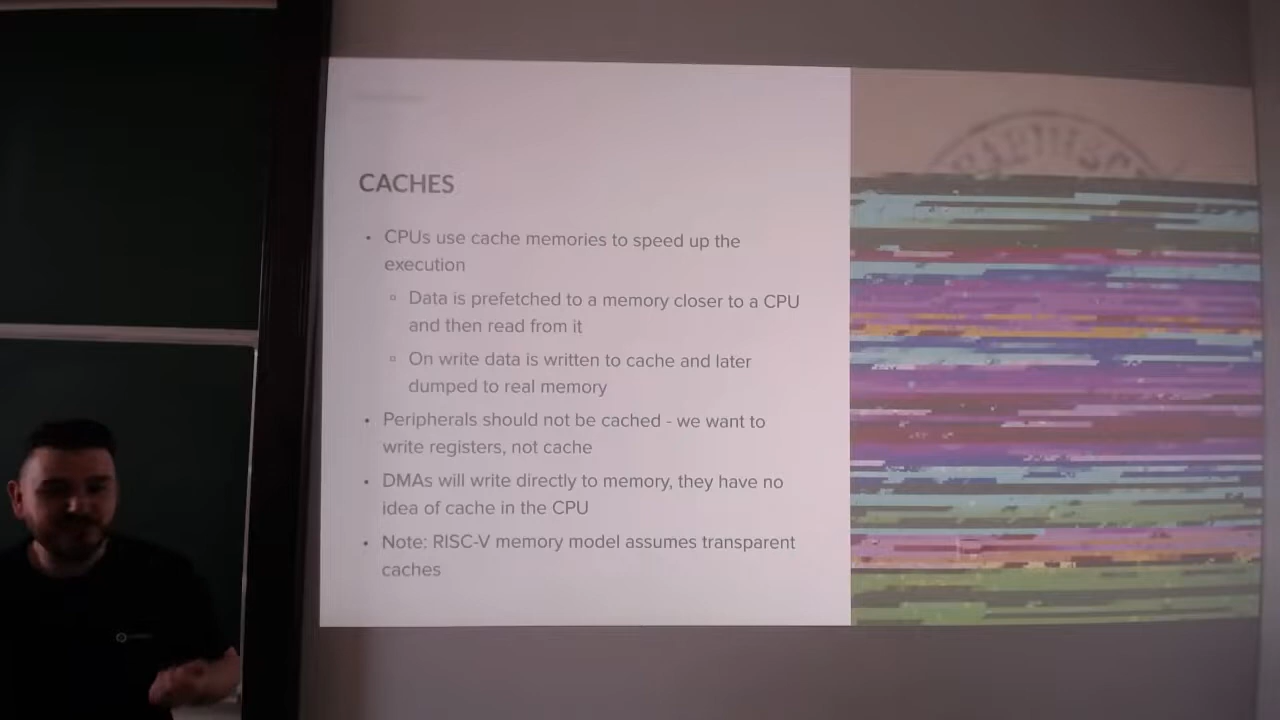 CACHES
• CPUs use cache memories to speed up the
execution
▫ Data is prefetched to a memory closer to a CPU
and then read from it
▫ On write data is written to cache and later
dumped to real memory
• Peripherals should not be cached - we want to
write registers, not cache
• DMAs will write directly to memory, they have no
idea of cache in the CPU
• Note: RISC-V memory model assumes transparent
caches